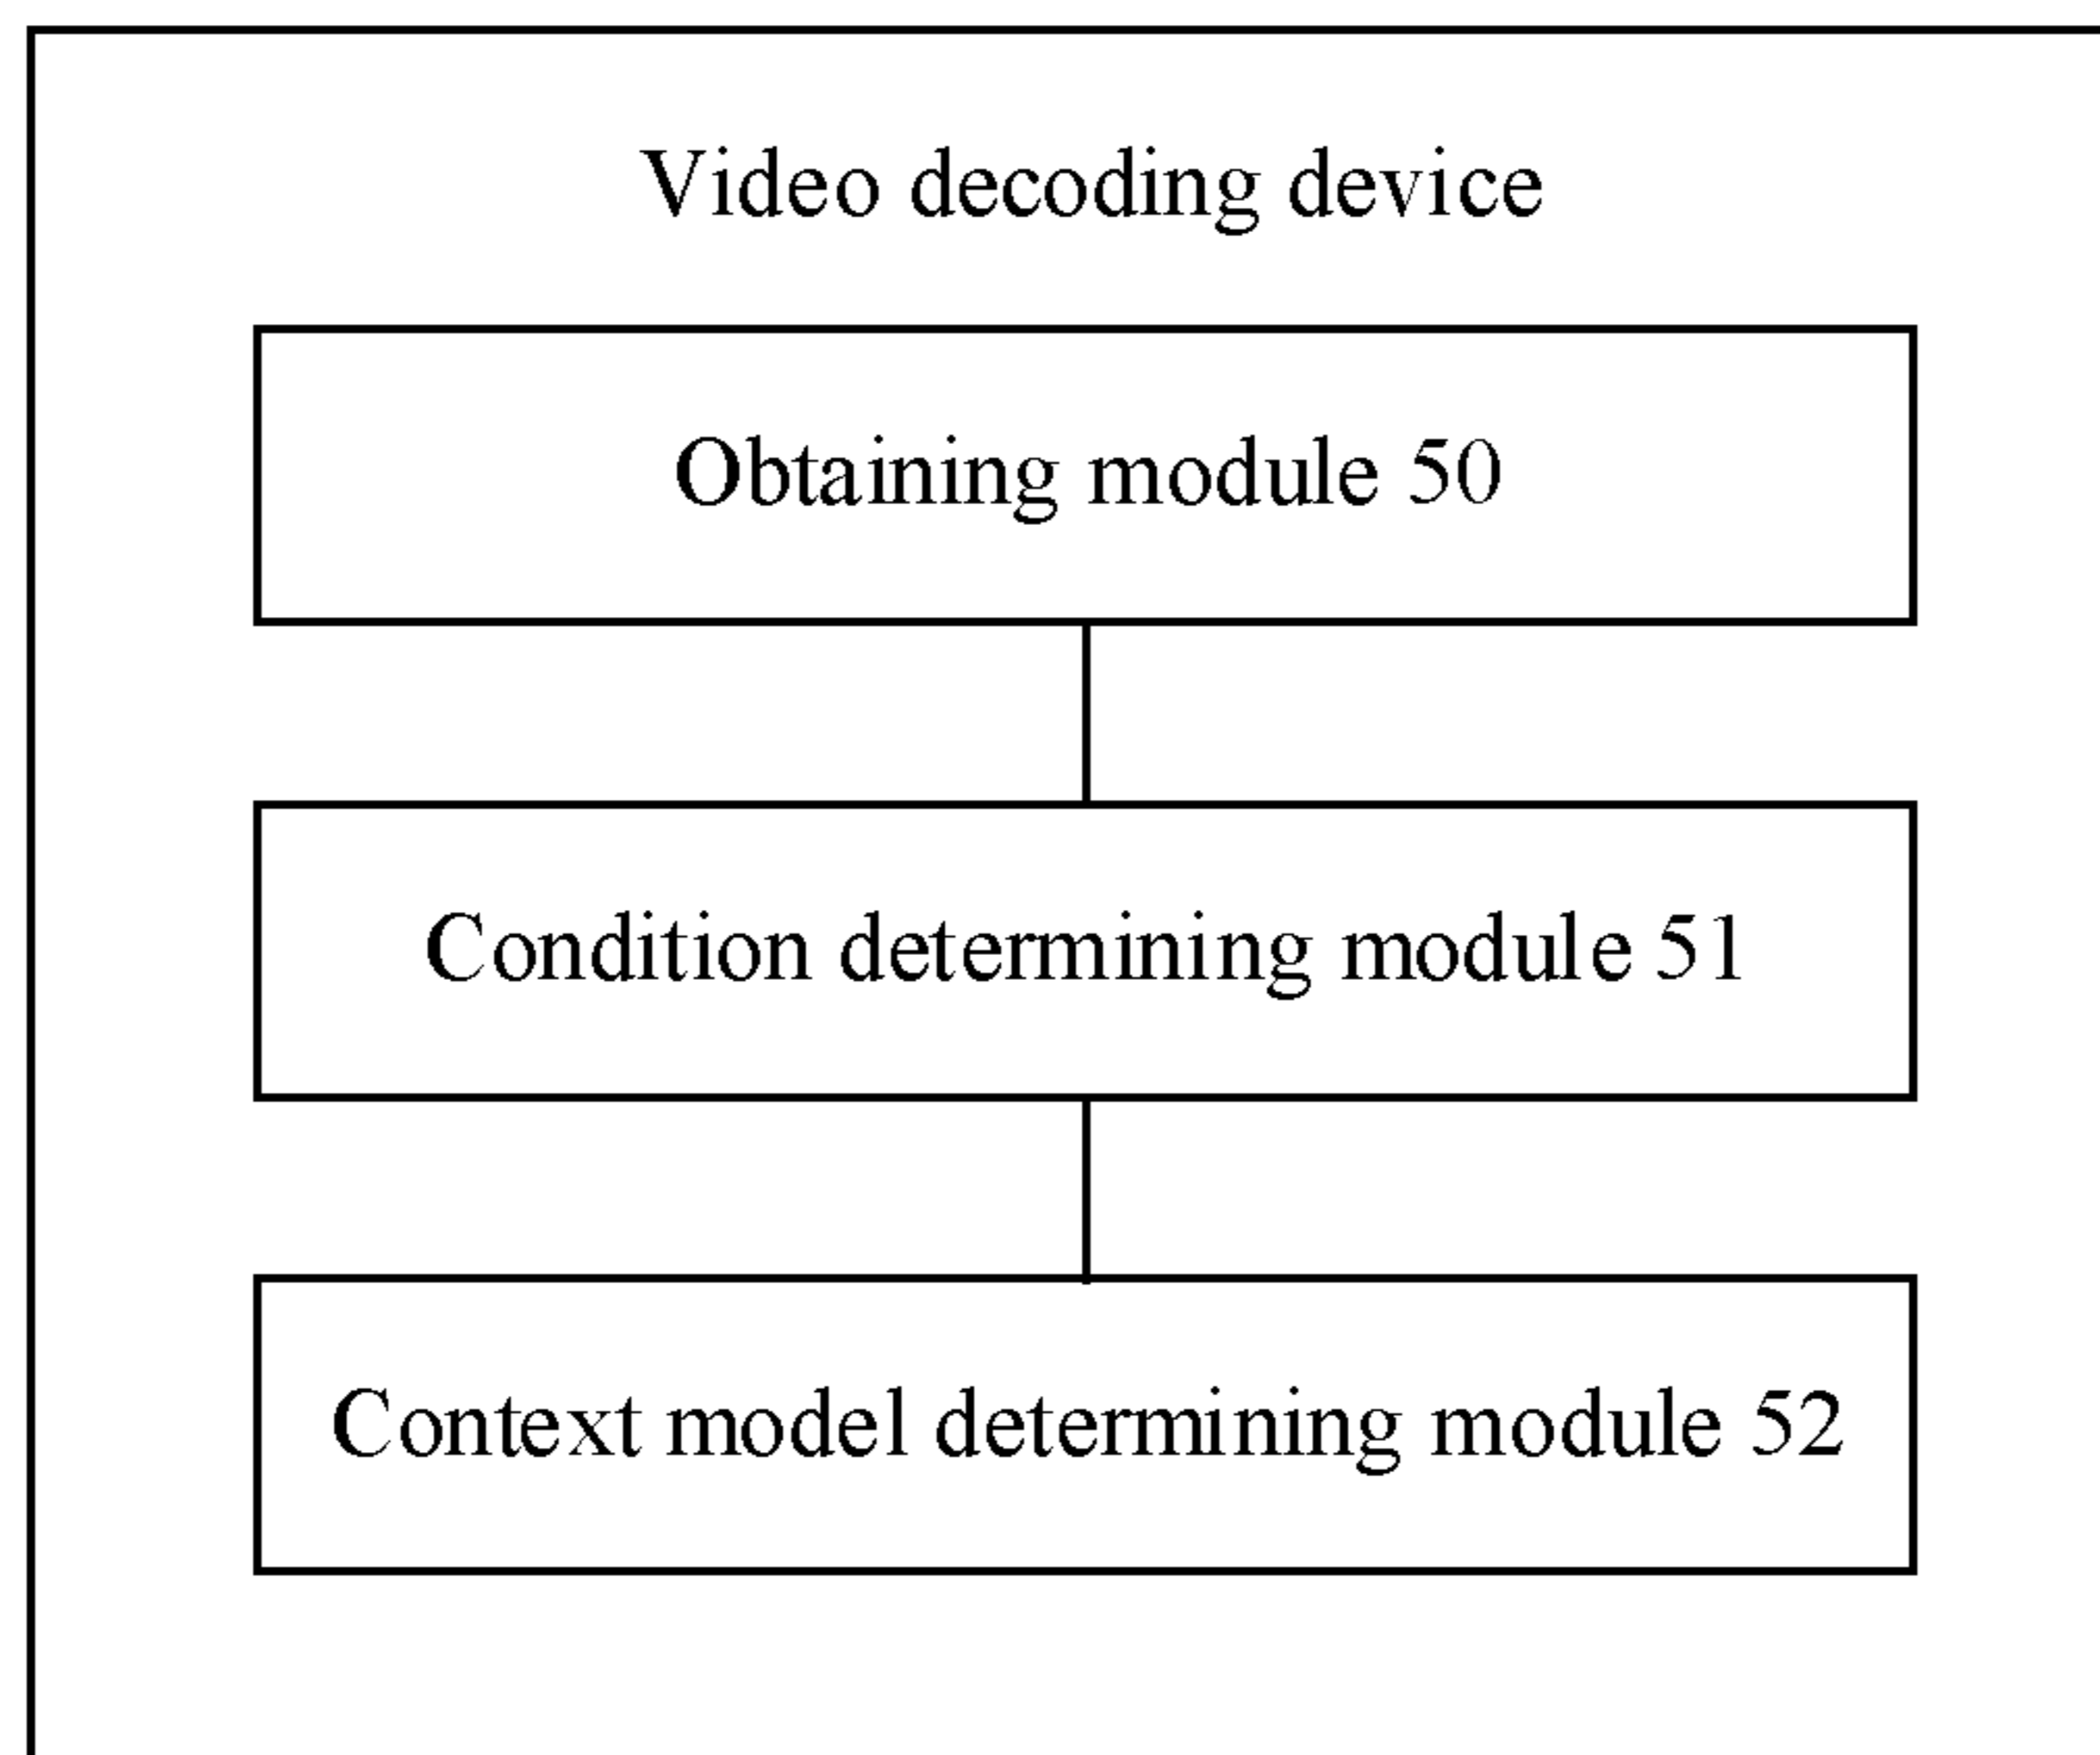 Video decoding device
Obtaining module 50
Condition determining module 51
Context model determining module 52